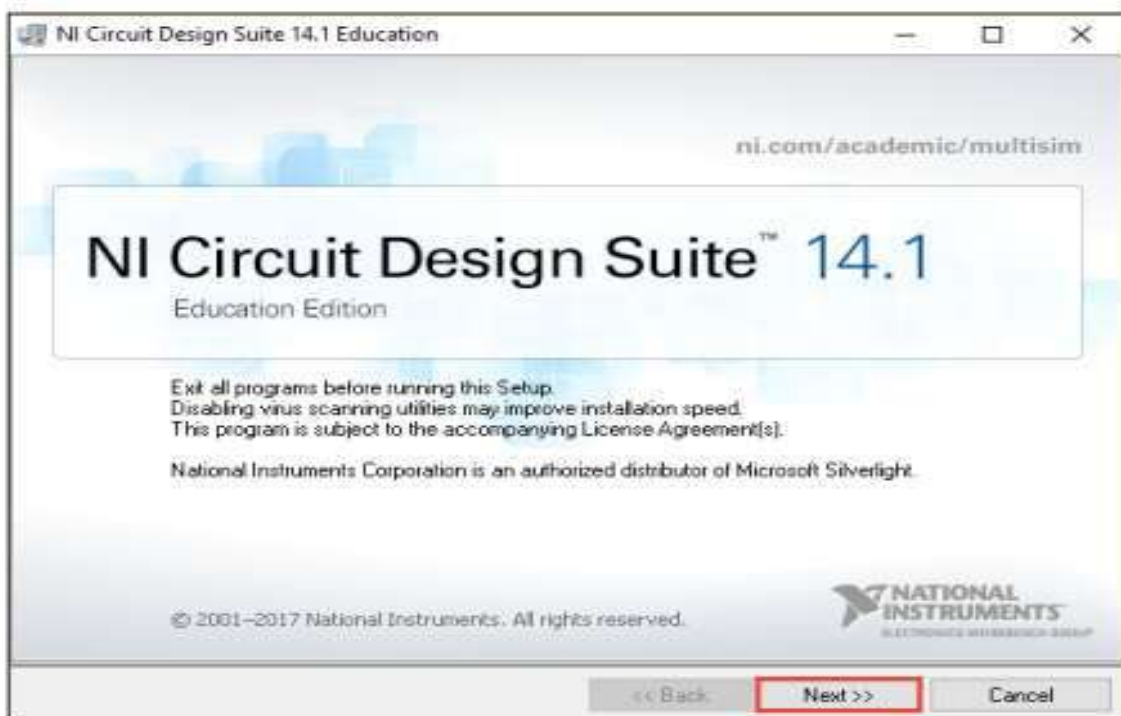 NI Circuit Design Suite 14.1 Education
ni.com/academic/multisim
NI Circuit Design Suite™ 14.1
Education Edition
Exit all programs before running this Setup.
Disabling virus scanning utilities may improve installation speed.
This program is subject to the accompanying License Agreement(s).
National Instruments Corporation is an authorized distributor of Microsoft Silverlight.
© 2001–2017 National Instruments. All rights reserved.
NATIONAL
INSTRUMENTS
ELECTRONICS WORKBENCH GROUP
<< Back
Next >>
Cancel